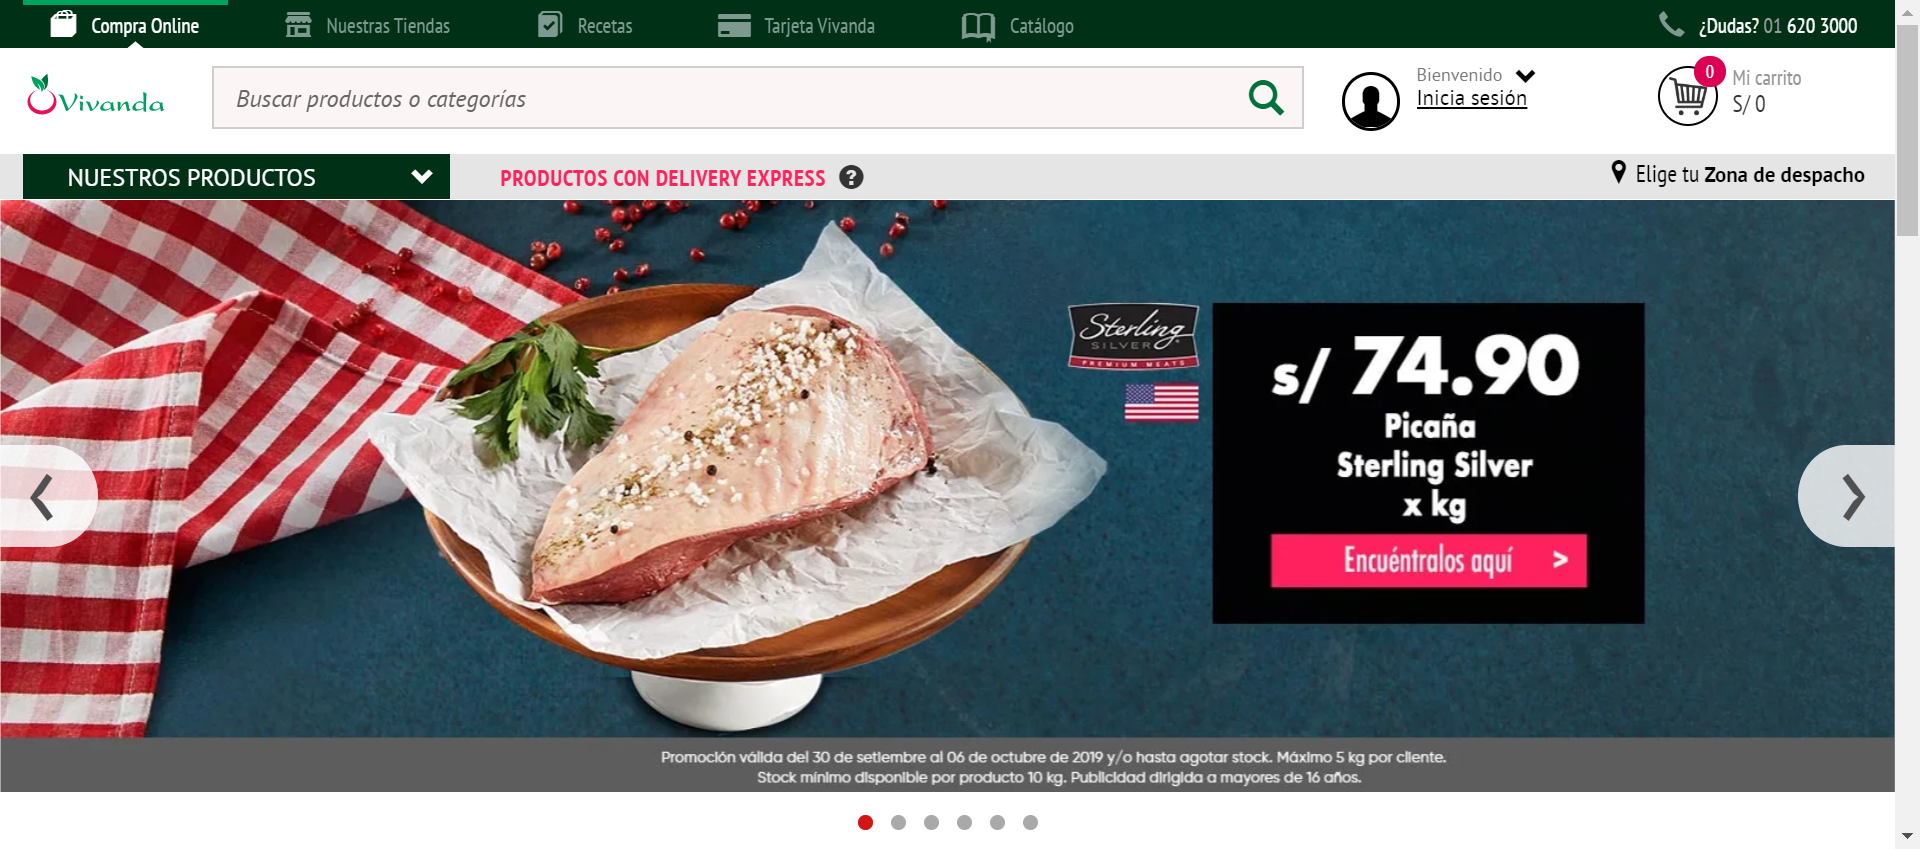 Compra Online
Nuestras Tiendas
Recetas
Tarjeta Vivanda
Catálogo
¿Dudas? 01 620 3000
Vivanda
Buscar productos o categorías
Bienvenido
Inicia sesión
0
Mi carrito
S/ 0
NUESTROS PRODUCTOS
PRODUCTOS CON DELIVERY EXPRESS ?
Elige tu Zona de despacho
Sterling
SILVER
PREMIUM MEATS
s/ 74.90
Picaña
Sterling Silver
x kg
Encuéntralos aquí >
Promoción válida del 30 de setiembre al 06 de octubre de 2019 y/o hasta agotar stock. Máximo 5 kg por cliente.
Stock mínimo disponible por producto 10 kg. Publicidad dirigida a mayores de 16 años.